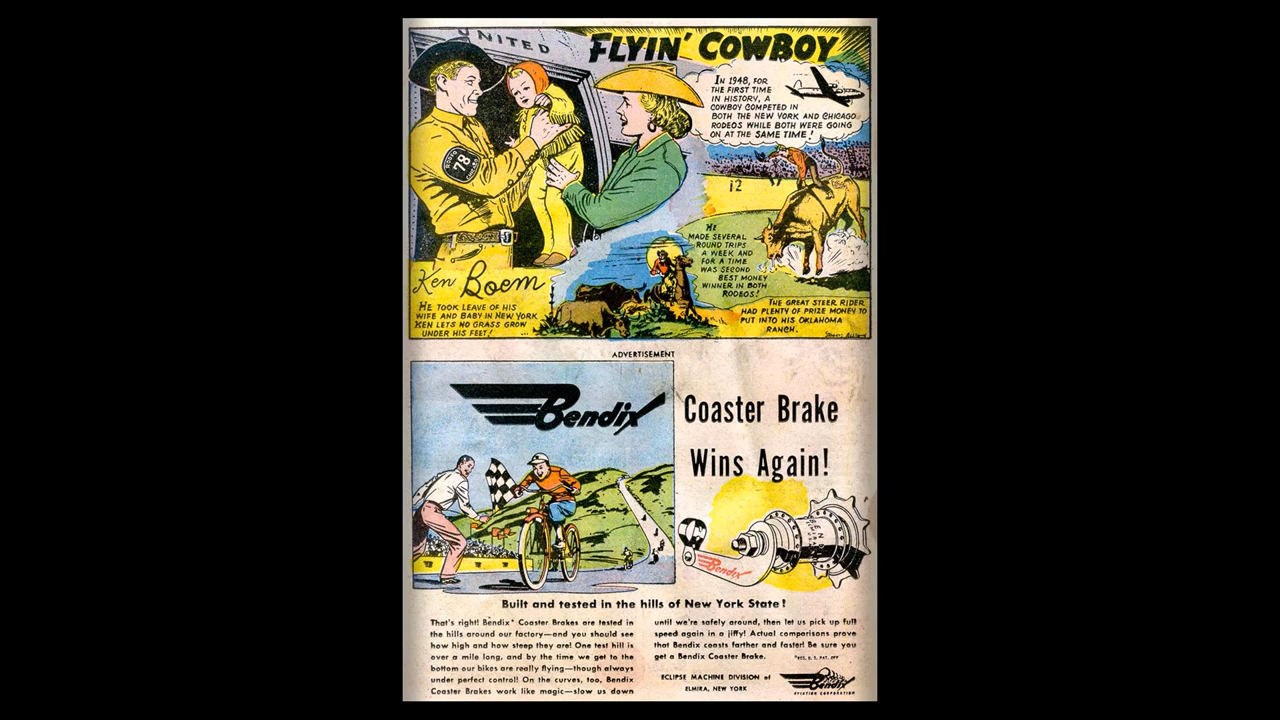 UNITED
FLYIN' COWBOY
IN 1948, FOR
THE FIRST TIME
IN HISTORY, A
COWBOY COMPETED IN
BOTH THE NEW YORK AND CHICAGO
RODEOS WHILE BOTH WERE GOING
ON AT THE SAME TIME!
78
12
HE
MADE SEVERAL
ROUND TRIPS
A WEEK AND
FOR A TIME
WAS SECOND
BEST MONEY
WINNER IN BOTH
RODEOS!
Ken Boem
HE TOOK LEAVE OF HIS
WIFE AND BABY IN NEW YORK
KEN LETS NO GRASS GROW
UNDER HIS FEET!
THE GREAT STEER RIDER
HAD PLENTY OF PRIZE MONEY TO
PUT INTO HIS OKLAHOMA
RANCH.
ADVERTISEMENT
Bendix
Coaster Brake
Wins Again!
BENDIX
Bendix
Built and tested in the hills of New York State!
That's right! Bendix* Coaster Brakes are tested in
the hills around our factory—and you should see
how high and how steep they are! One test hill is
over a mile long, and by the time we get to the
bottom our bikes are really flying—though always
under perfect control! On the curves, too, Bendix
Coaster Brakes work like magic—slow us down
until we're safely around, then let us pick up full
speed again in a jiffy! Actual comparisons prove
that Bendix coasts farther and faster! Be sure you
get a Bendix Coaster Brake.
*REG. U. S. PAT. OFF.
ECLIPSE MACHINE DIVISION of
ELMIRA, NEW YORK
Bendix
AVIATION CORPORATION